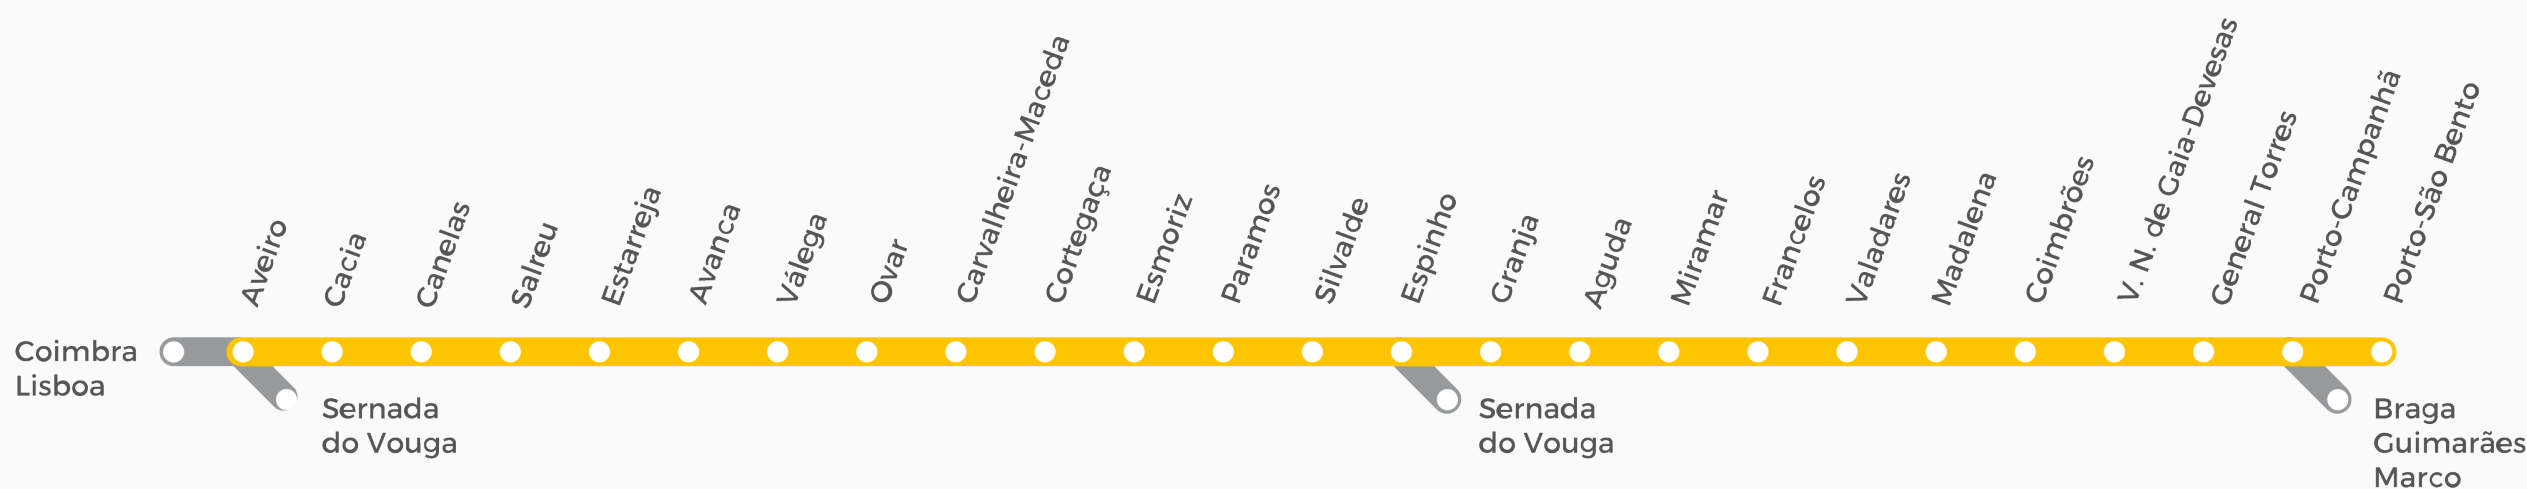 Aveiro
Cacia
Canelas
Salreu
Estarreja
Avanca
Válega
Ovar
Carvalheira-Maceda
Cortegaça
Esmoriz
Paramos
Silvalde
Espinho
Granja
Aguda
Miramar
Francelos
Valadares
Madalena
Coimbrões
V. N. de Gaia-Devesas
General Torres
Porto-Campanhã
Porto-São Bento
Coimbra
Lisboa
Sernada
do Vouga
Sernada
do Vouga
Braga
Guimarães
Marco